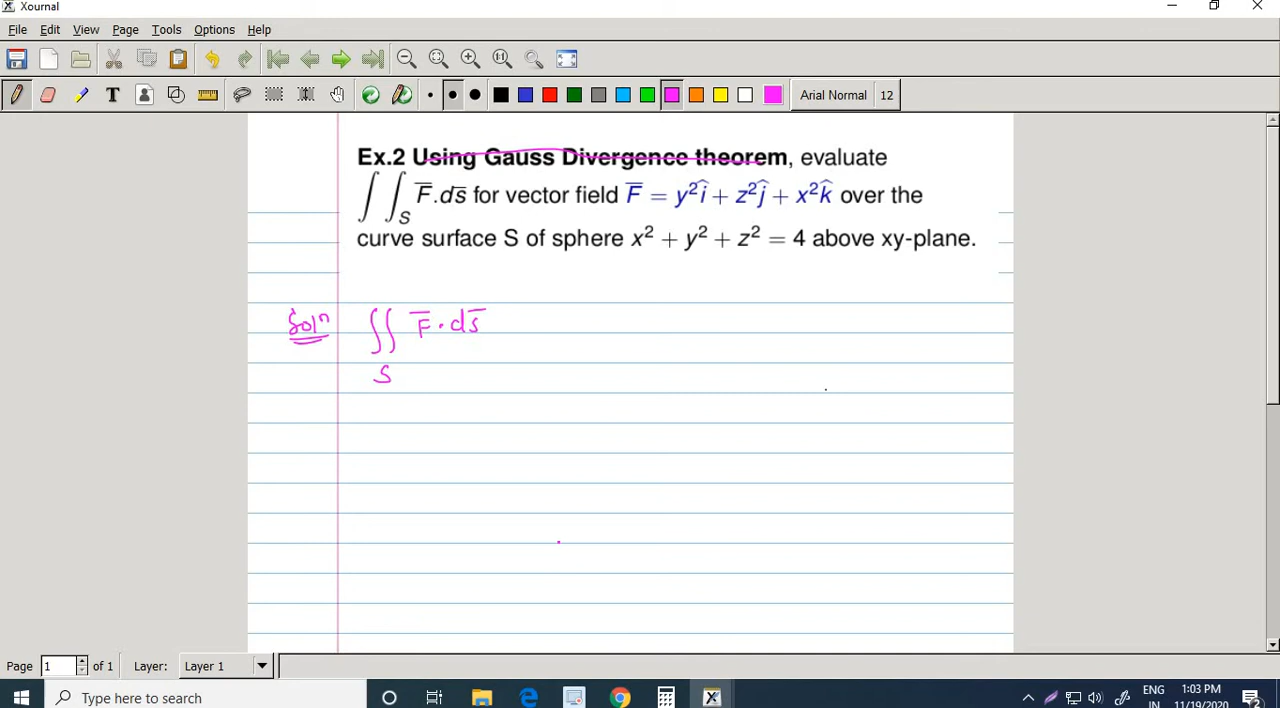 Xournal
File Edit View Page Tools Options Help
Arial Normal 12
Ex.2 Using Gauss Divergence theorem, evaluate
∫ ∫_S F̅.ds̅ for vector field F̅ = y²î + z²ĵ + x²k̂ over the
curve surface S of sphere x² + y² + z² = 4 above xy-plane.
Soln ∬ F̅ · ds̅
S
Page 1 of 1 Layer: Layer 1
Type here to search
ENG 1:03 PM
IN 11/19/2020 2